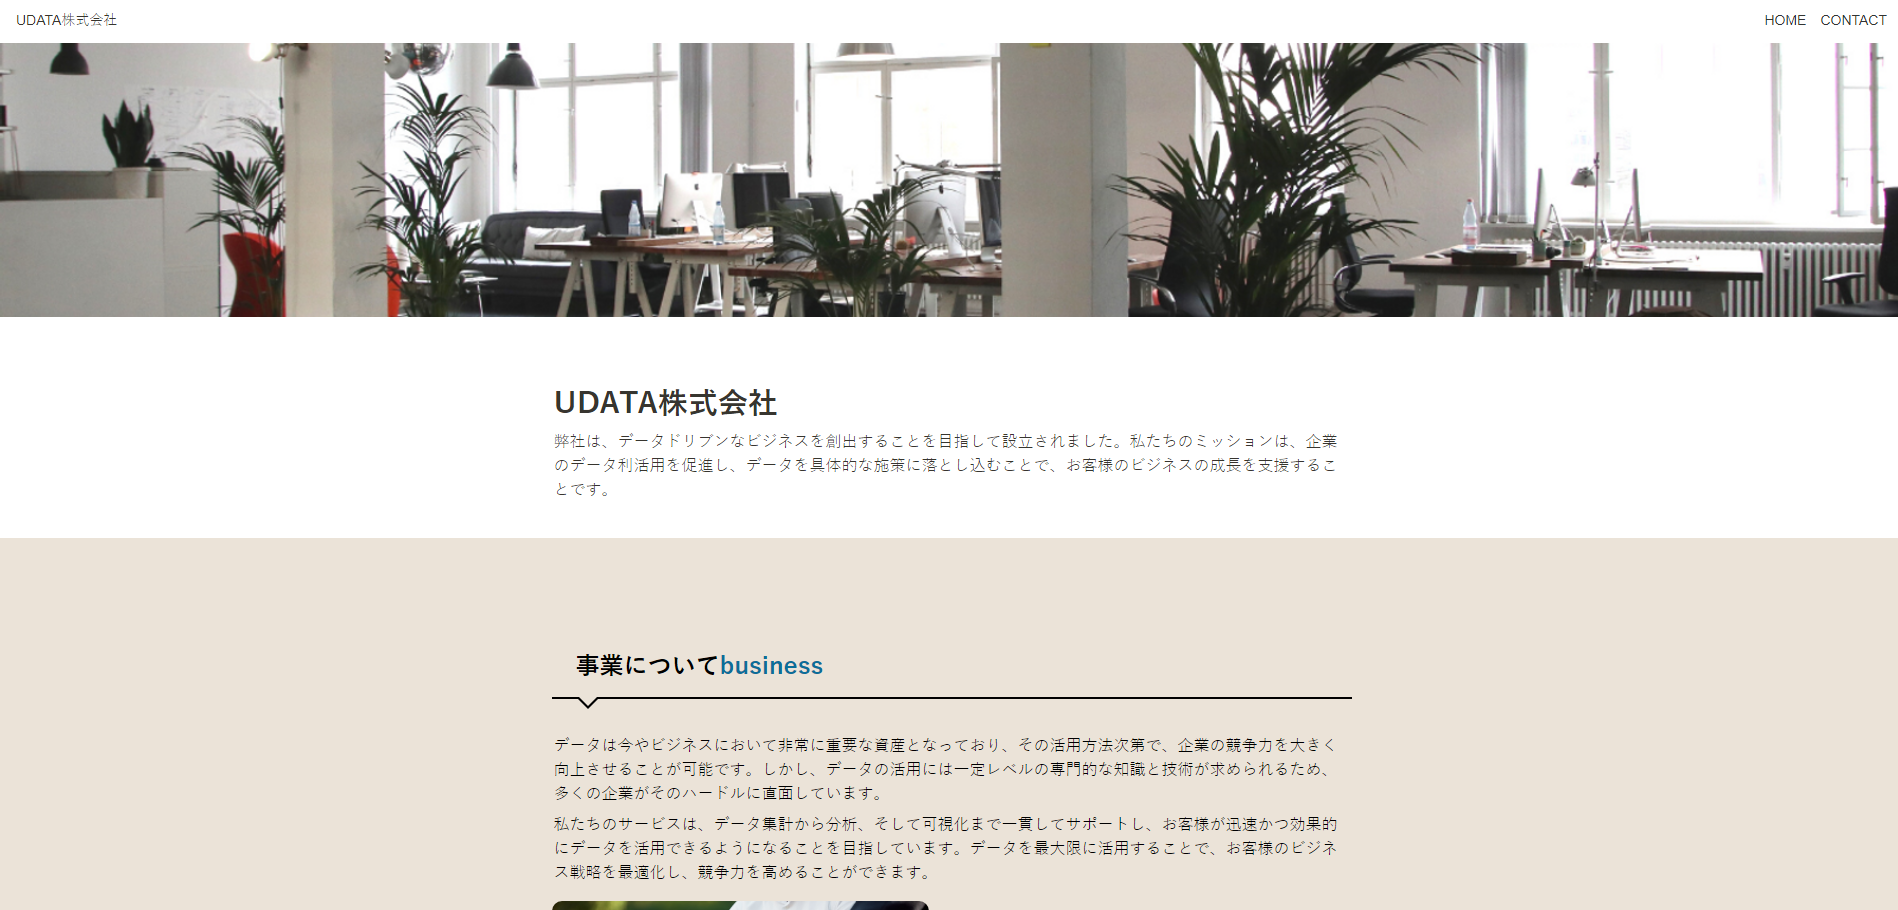 UDATA株式会社
HOME CONTACT
UDATA株式会社
弊社は、データドリブンなビジネスを創出することを目指して設立されました。私たちのミッションは、企業
のデータ利活用を促進し、データを具体的な施策に落とし込むことで、お客様のビジネスの成長を支援するこ
とです。
事業についてbusiness
データは今やビジネスにおいて非常に重要な資産となっており、その活用方法次第で、企業の競争力を大きく
向上させることが可能です。しかし、データの活用には一定レベルの専門的な知識と技術が求められるため、
多くの企業がそのハードルに直面しています。
私たちのサービスは、データ集計から分析、そして可視化まで一貫してサポートし、お客様が迅速かつ効果的
にデータを活用できるようになることを目指しています。データを最大限に活用することで、お客様のビジネ
ス戦略を最適化し、競争力を高めることができます。